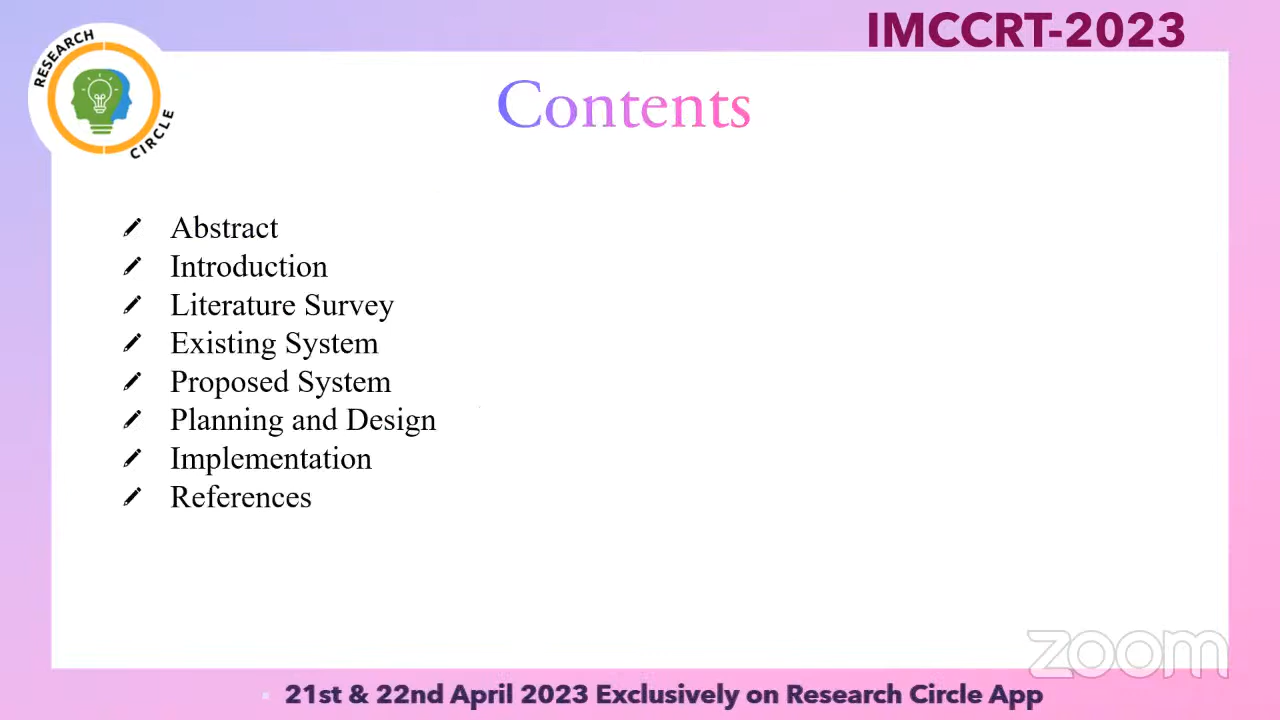 IMCCRT-2023
RESEARCH
CIRCLE
Contents
Abstract
Introduction
Literature Survey
Existing System
Proposed System
Planning and Design
Implementation
References
zoom
21st & 22nd April 2023 Exclusively on Research Circle App